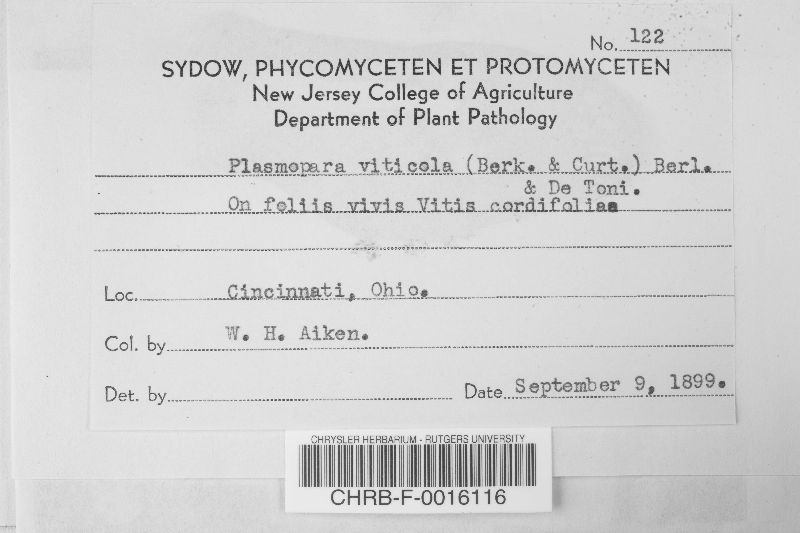 No. 122
SYDOW, PHYCOMYCETEN ET PROTOMYCETEN
New Jersey College of Agriculture
Department of Plant Pathology
Plasmopara viticola (Berk. & Curt.) Berl.
& De Toni.
On foliis vivis Vitis cordifoliae
Loc. Cincinnati, Ohio.
Col. by W. H. Aiken.
Det. by
Date September 9, 1899.
CHRYSLER HERBARIUM - RUTGERS UNIVERSITY
CHRB-F-0016116